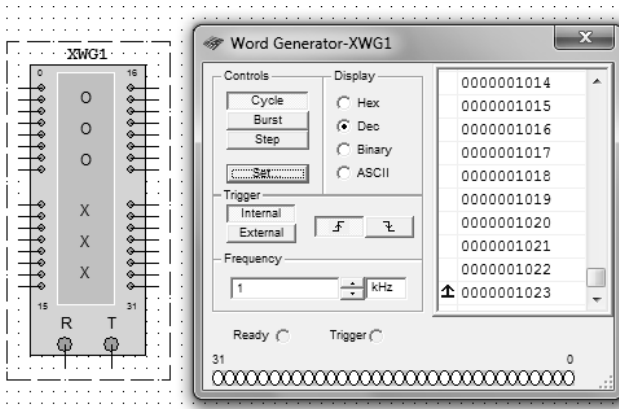 XWG1
0 16
O
O
O
X
X
X
15 31
R T
Word Generator-XWG1
x
Controls
Cycle
Burst
Step
Set...
Display
Hex
Dec
Binary
ASCII
Trigger
Internal
External
Frequency
1 kHz
0000001014
0000001015
0000001016
0000001017
0000001018
0000001019
0000001020
0000001021
0000001022
0000001023
Ready Trigger
31 0